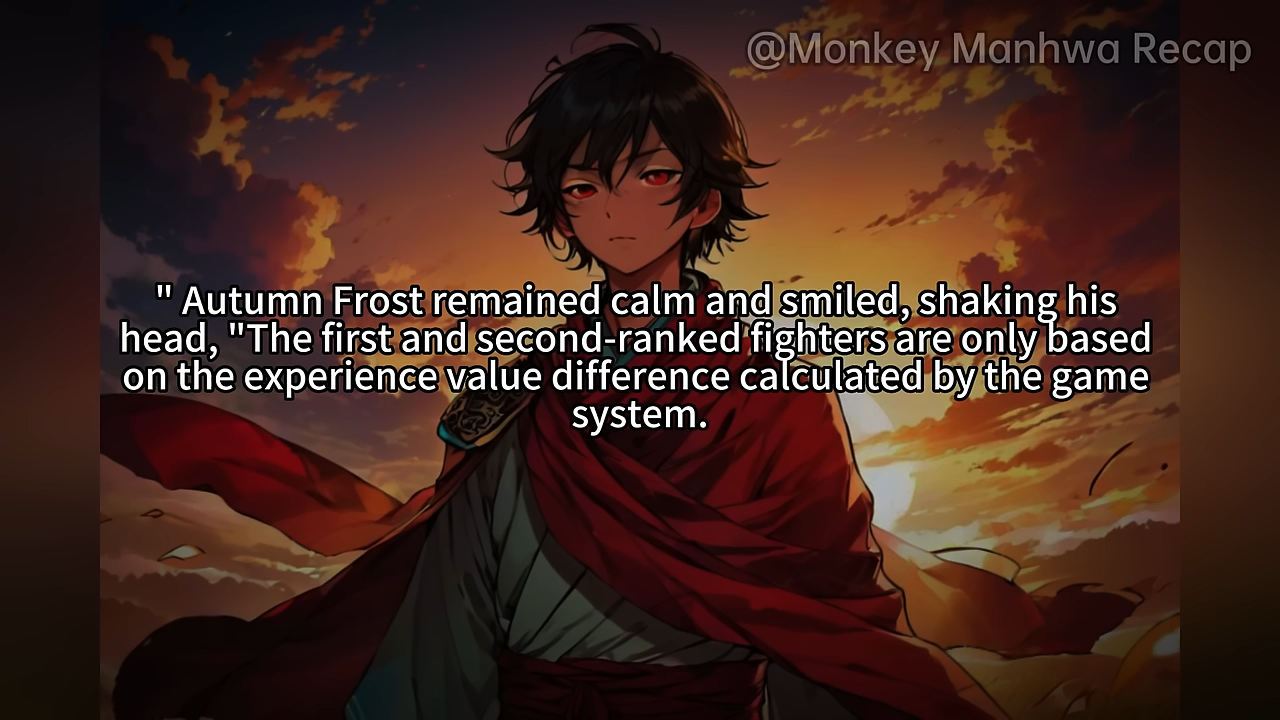 @Monkey Manhwa Recap
" Autumn Frost remained calm and smiled, shaking his
head, "The first and second-ranked fighters are only based
on the experience value difference calculated by the game
system.